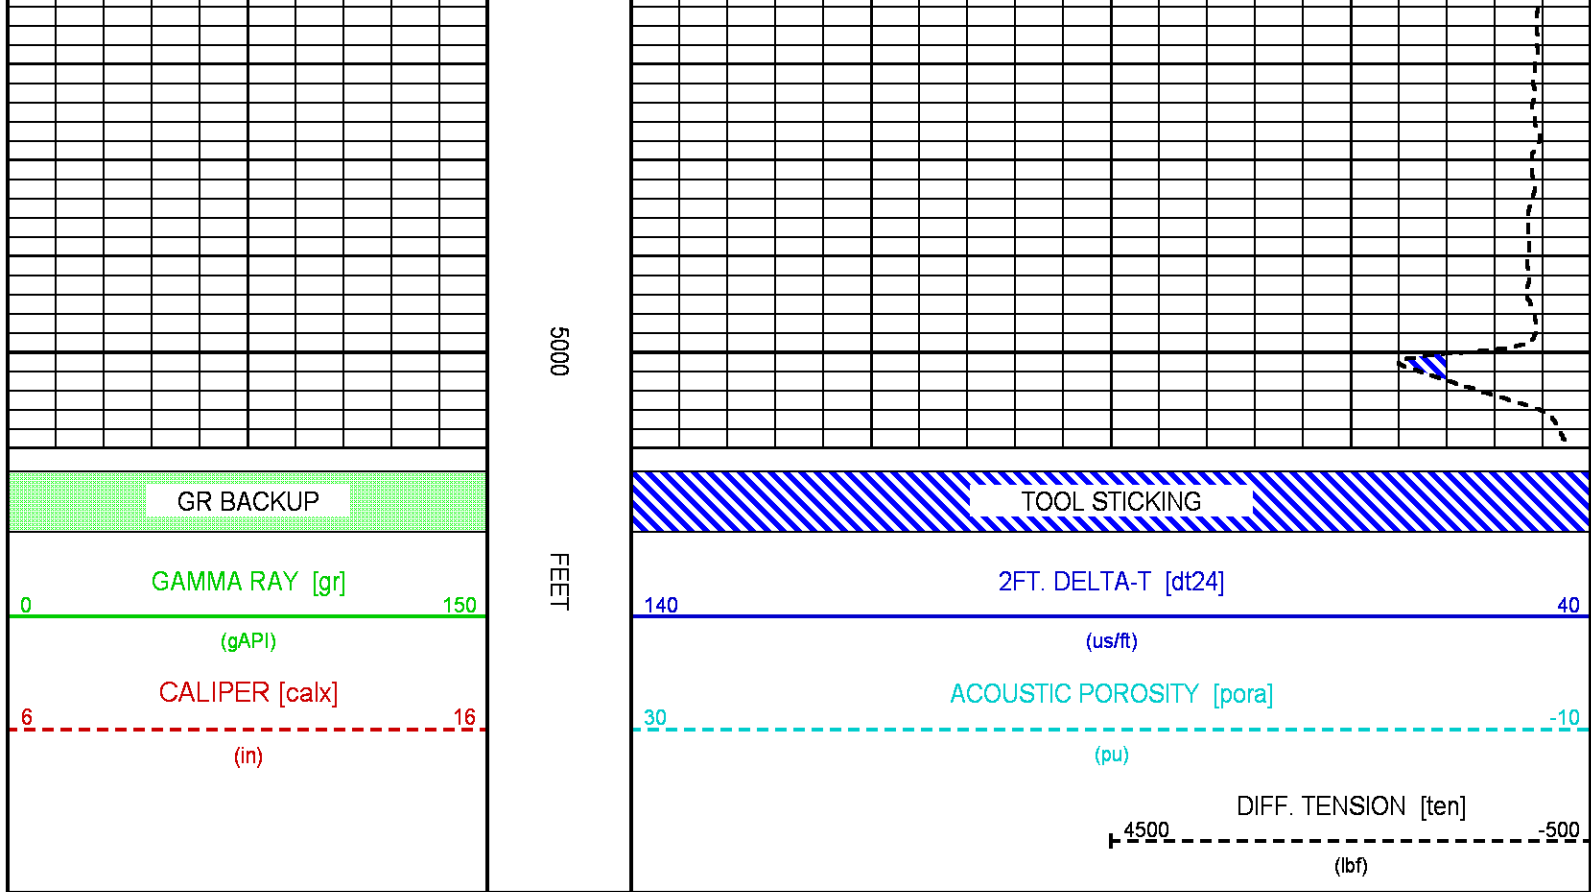 5000
GR BACKUP
TOOL STICKING
FEET
GAMMA RAY [gr]
0 150
(gAPI)
2FT. DELTA-T [dt24]
140 40
(us/ft)
CALIPER [calx]
6 16
(in)
ACOUSTIC POROSITY [pora]
30 -10
(pu)
DIFF. TENSION [ten]
4500 -500
(lbf)